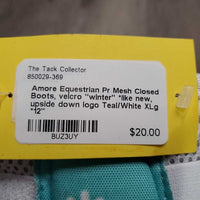 The Tack Collector
850029-369
Amore Equestrian Pr Mesh Closed
Boots, velcro "winter" *like new,
upside down logo Teal/White XLg
"12"
$20.00
BUZ3UY